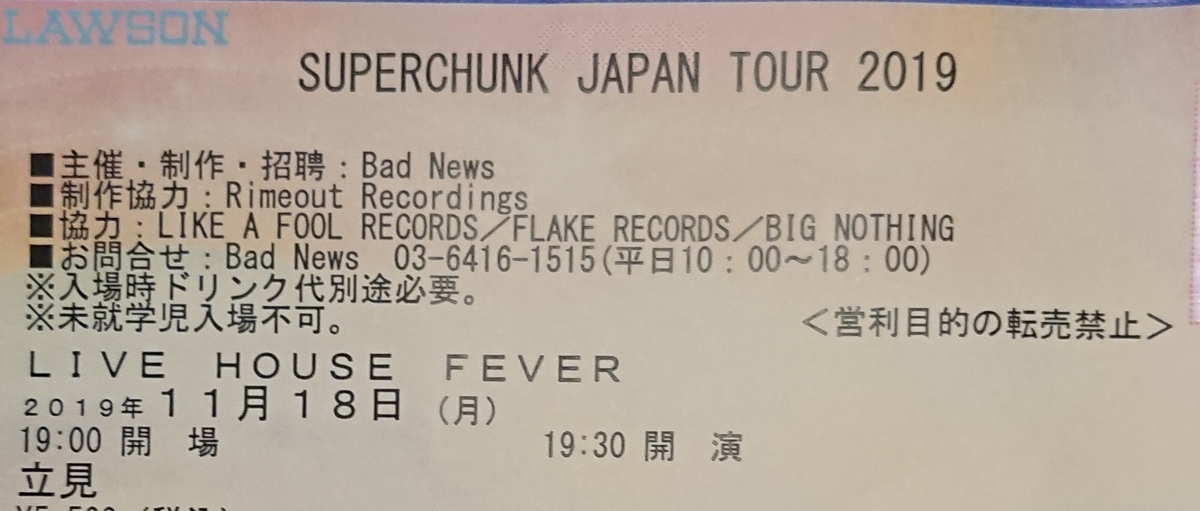 LAWSON
SUPERCHUNK JAPAN TOUR 2019
■主催・制作・招聘：Bad News
■制作協力：Rimeout Recordings
■協力：LIKE A FOOL RECORDS／FLAKE RECORDS／BIG NOTHING
■お問合せ：Bad News 03-6416-1515(平日10：00～18：00)
※入場時ドリンク代別途必要。
※未就学児入場不可。
＜営利目的の転売禁止＞
ＬＩＶＥ ＨＯＵＳＥ ＦＥＶＥＲ
２０１９年１１月１８日 （月）
19:00 開 場 19:30 開 演
立見